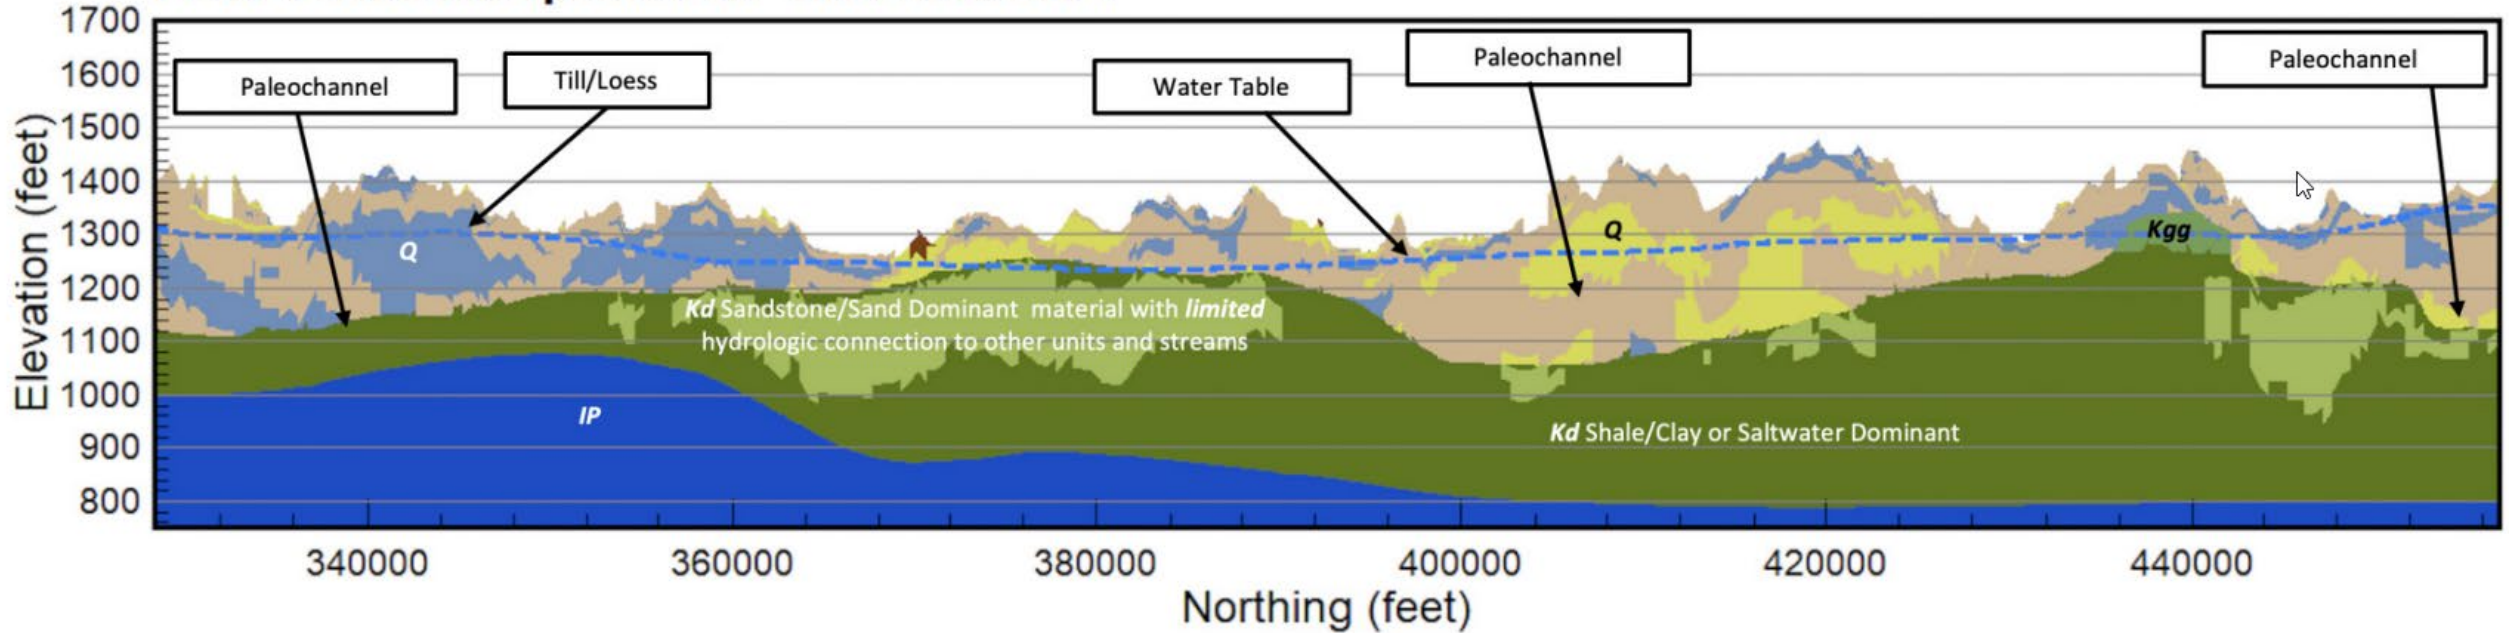 1700
1600
1500
1400
1300
1200
1100
1000
900
800
Elevation (feet)
Paleochannel
Till/Loess
Water Table
Paleochannel
Paleochannel
Q
Q
Kgg
Kd Sandstone/Sand Dominant material with limited
hydrologic connection to other units and streams
IP
Kd Shale/Clay or Saltwater Dominant
340000
360000
380000
400000
420000
440000
Northing (feet)